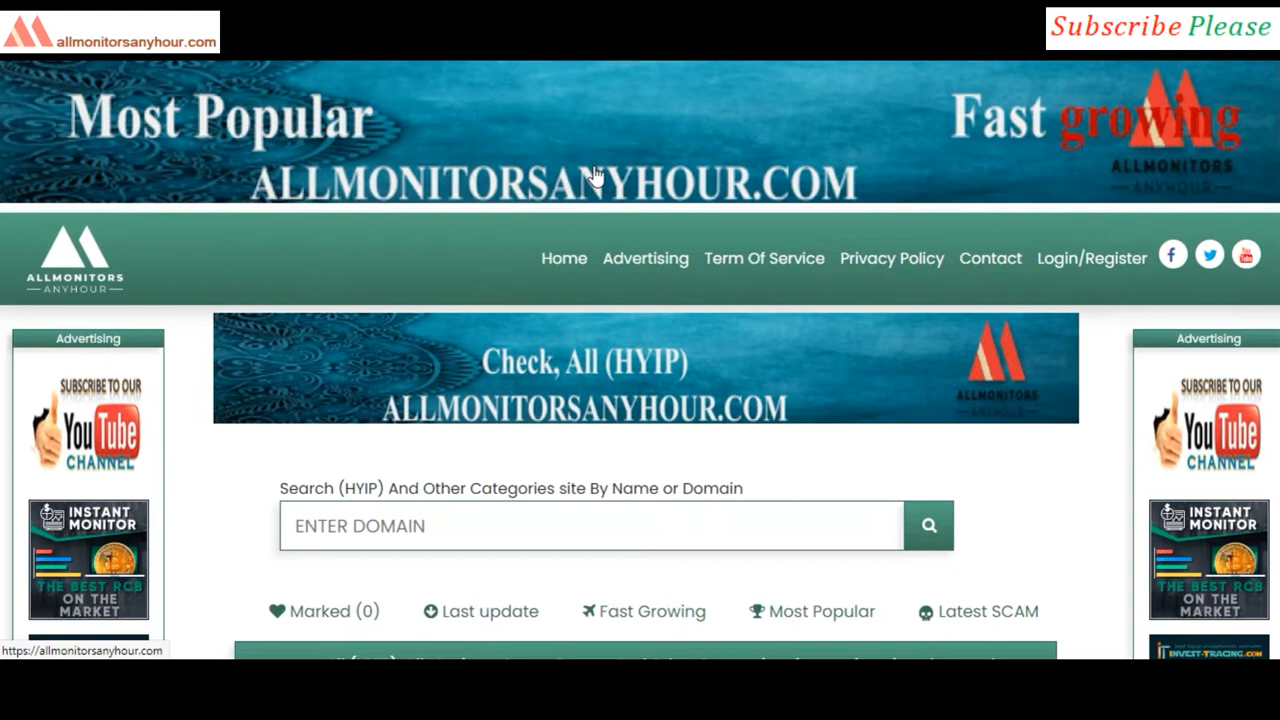 allmonitorsanyhour.com
Subscribe Please
Most Popular
Fast growing
ALLMONITORSANYHOUR.COM
ALLMONITORS
ANYHOUR
ALLMONITORS
ANYHOUR
Home Advertising Term Of Service Privacy Policy Contact Login/Register
Advertising
SUBSCRIBE TO OUR
YouTube
CHANNEL
INSTANT
MONITOR
THE BEST RCB
ON THE
MARKET
Check, All (HYIP)
ALLMONITORSANYHOUR.COM
ALLMONITORS
Search (HYIP) And Other Categories site By Name or Domain
ENTER DOMAIN
Marked (0) Last update Fast Growing Most Popular Latest SCAM
Advertising
SUBSCRIBE TO OUR
YouTube
CHANNEL
INSTANT
MONITOR
THE BEST RCB
ON THE
MARKET
INVEST-TRACING.COM
https://allmonitorsanyhour.com